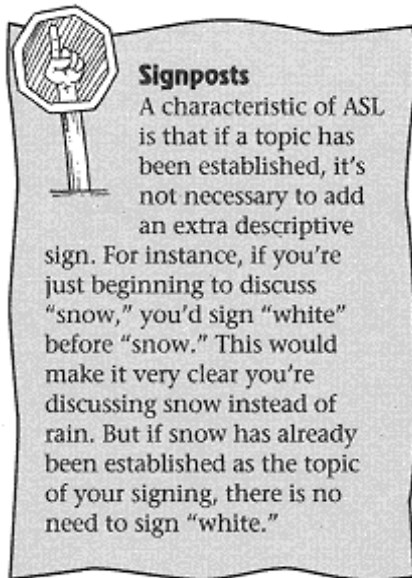 Signposts
A characteristic of ASL
is that if a topic has
been established, it's
not necessary to add
an extra descriptive
sign. For instance, if you're
just beginning to discuss
"snow," you'd sign "white"
before "snow." This would
make it very clear you're
discussing snow instead of
rain. But if snow has already
been established as the topic
of your signing, there is no
need to sign "white."